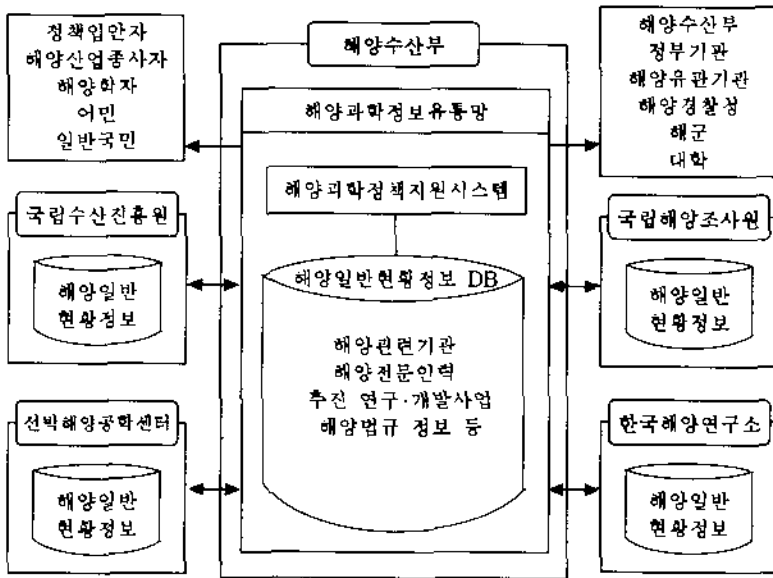 정책입안자
해양산업종사자
해양학자
어민
일반국민
해양수산부
해양수산부
정부기관
해양유관기관
해양경찰청
해군
대학
해양과학정보유통망
해양과학정책지원시스템
국립수산진흥원
해양일반
현황정보
해양일반현황정보 DB
해양관련기관
해양전문인력
추진 연구·개발사업
해양법규 정보 등
국립해양조사원
해양일반
현황정보
선박해양공학센터
해양일반
현황정보
한국해양연구소
해양일반
현황정보